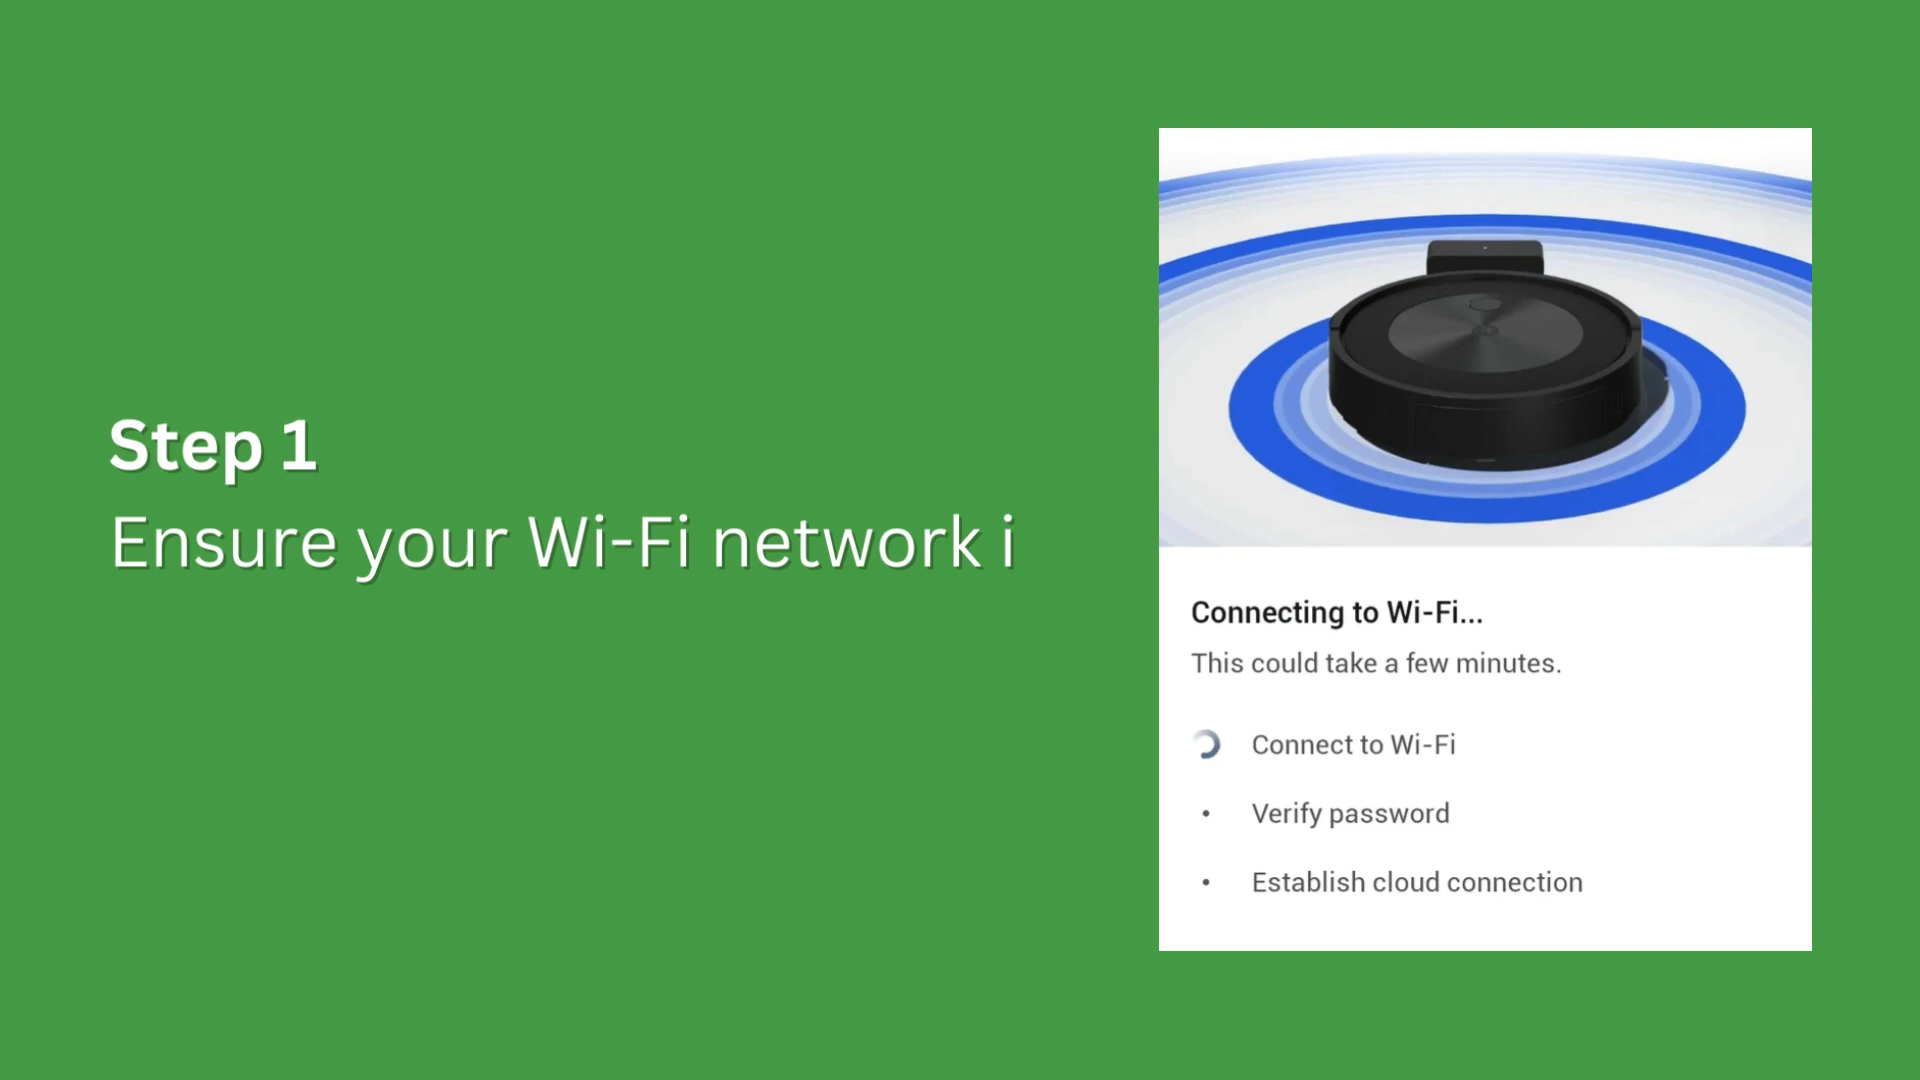 Step 1
Ensure your Wi-Fi network i
Connecting to Wi-Fi...
This could take a few minutes.
Connect to Wi-Fi
• Verify password
• Establish cloud connection